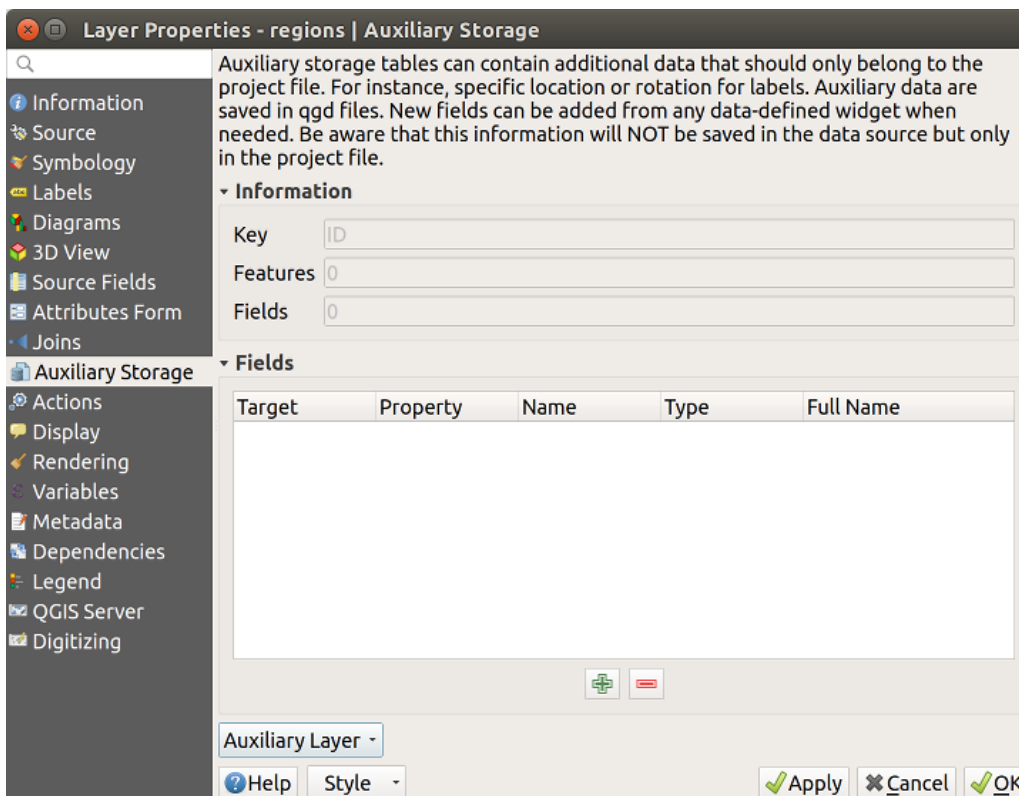 Layer Properties - regions | Auxiliary Storage
Information
Source
Symbology
Labels
Diagrams
3D View
Source Fields
Attributes Form
Joins
Auxiliary Storage
Actions
Display
Rendering
Variables
Metadata
Dependencies
Legend
QGIS Server
Digitizing
Auxiliary storage tables can contain additional data that should only belong to the
project file. For instance, specific location or rotation for labels. Auxiliary data are
saved in qgd files. New fields can be added from any data-defined widget when
needed. Be aware that this information will NOT be saved in the data source but only
in the project file.
Information
Key ID
Features 0
Fields 0
Fields
Target Property Name Type Full Name
Auxiliary Layer
Help Style Apply Cancel OK